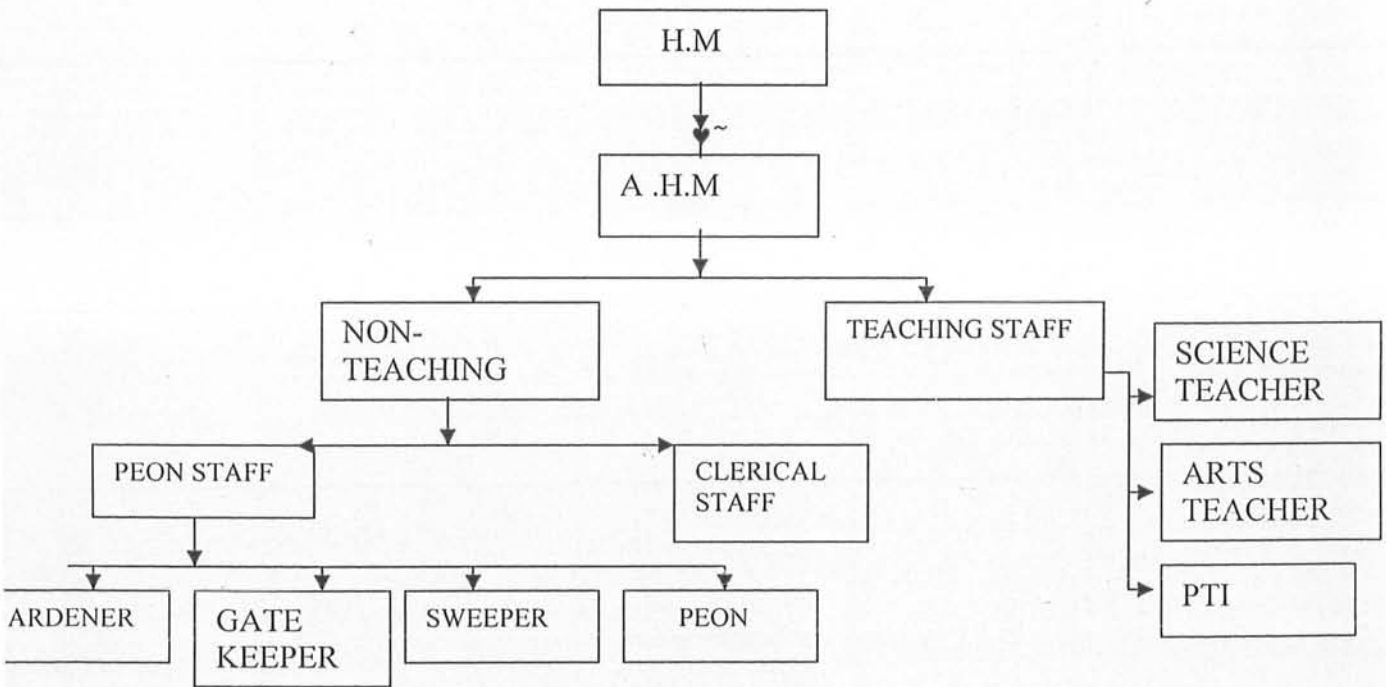 H.M
A .H.M
NON-
TEACHING
TEACHING STAFF
SCIENCE
TEACHER
PEON STAFF
CLERICAL
STAFF
ARTS
TEACHER
ARDENER
GATE
KEEPER
SWEEPER
PEON
PTI